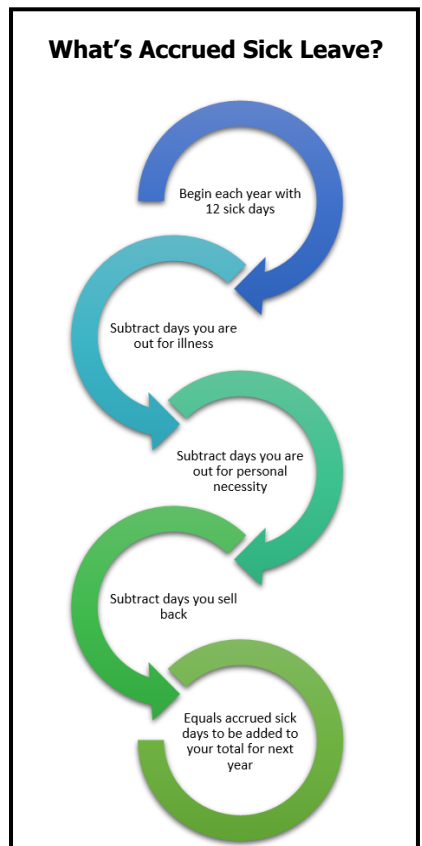 What's Accrued Sick Leave?
Begin each year with
12 sick days
Subtract days you are
out for illness
Subtract days you are
out for personal
necessity
Subtract days you sell
back
Equals accrued sick
days to be added to
your total for next
year